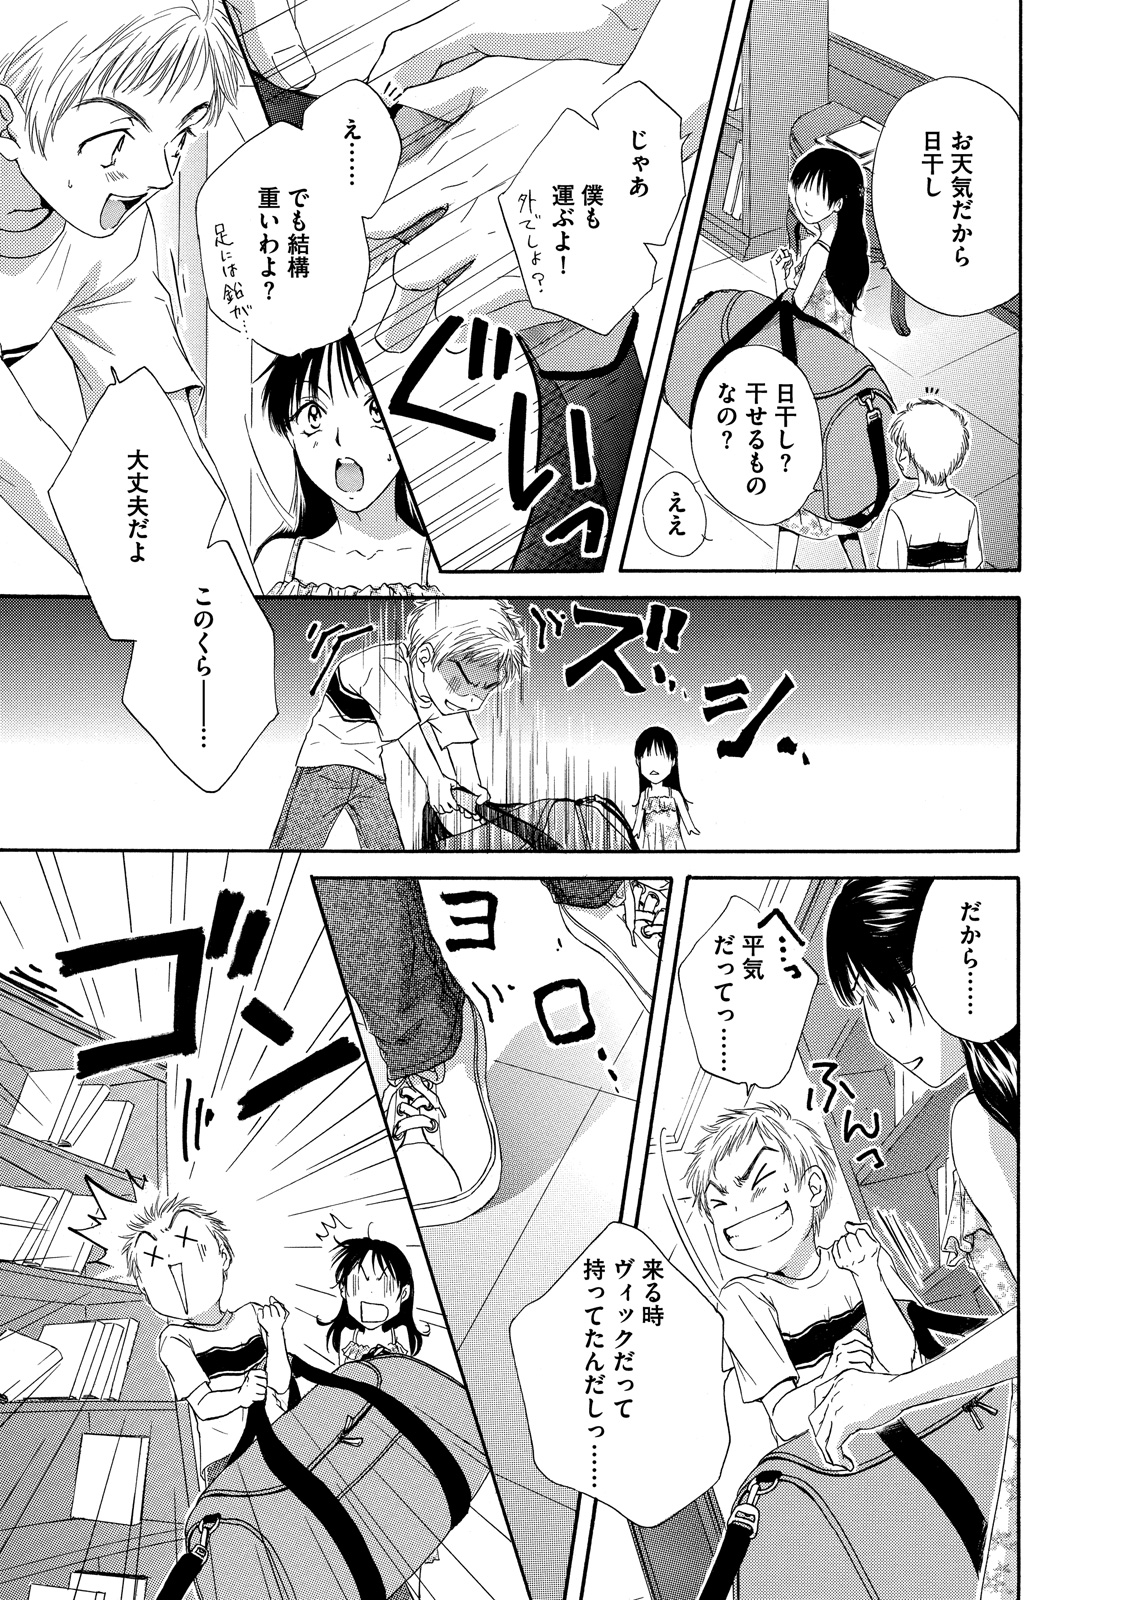 お天気だから
日干し
日干し?
干せるもの
なの?
ええ
じゃあ
僕も
運ぶよ!
外でしょ?
ぐいっ
え……
でも結構
重いわよ?
足には鉛が…
大丈夫だよ
このくら――……
ズシ…
だから……
へ…っ
平気
だってっ……
ふんっ
来る時
ヴィックだって
持ってたんだしっ……
ヨロ…
ゴン